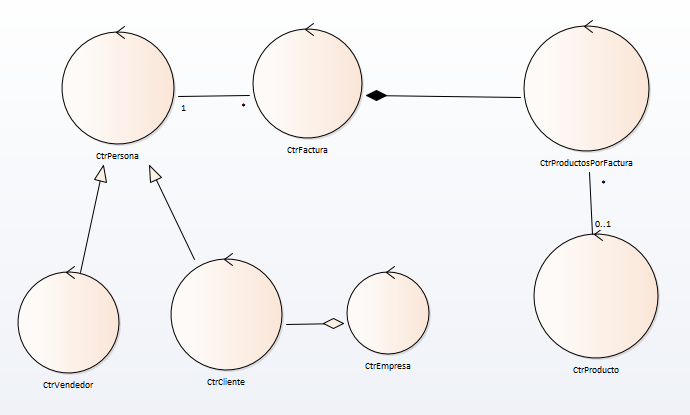 1
*
CtrPersona
CtrFactura
CtrProductosPorFactura
*
0..1
CtrVendedor
CtrCliente
CtrEmpresa
CtrProducto